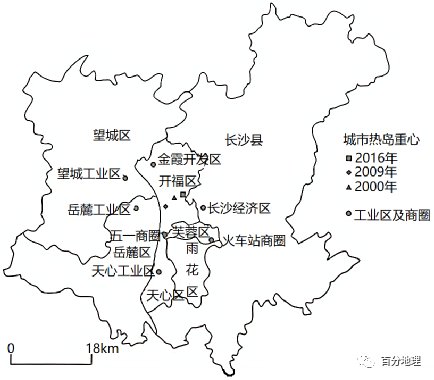 望城区
长沙县
城市热岛重心
2016年
2009年
2000年
工业区及商圈
金霞开发区
望城工业区
开福区
岳麓工业区
长沙经济区
五一商圈
芙蓉区
火车站商圈
岳麓区
雨花区
天心工业区
天心区
0 18km
百分地理